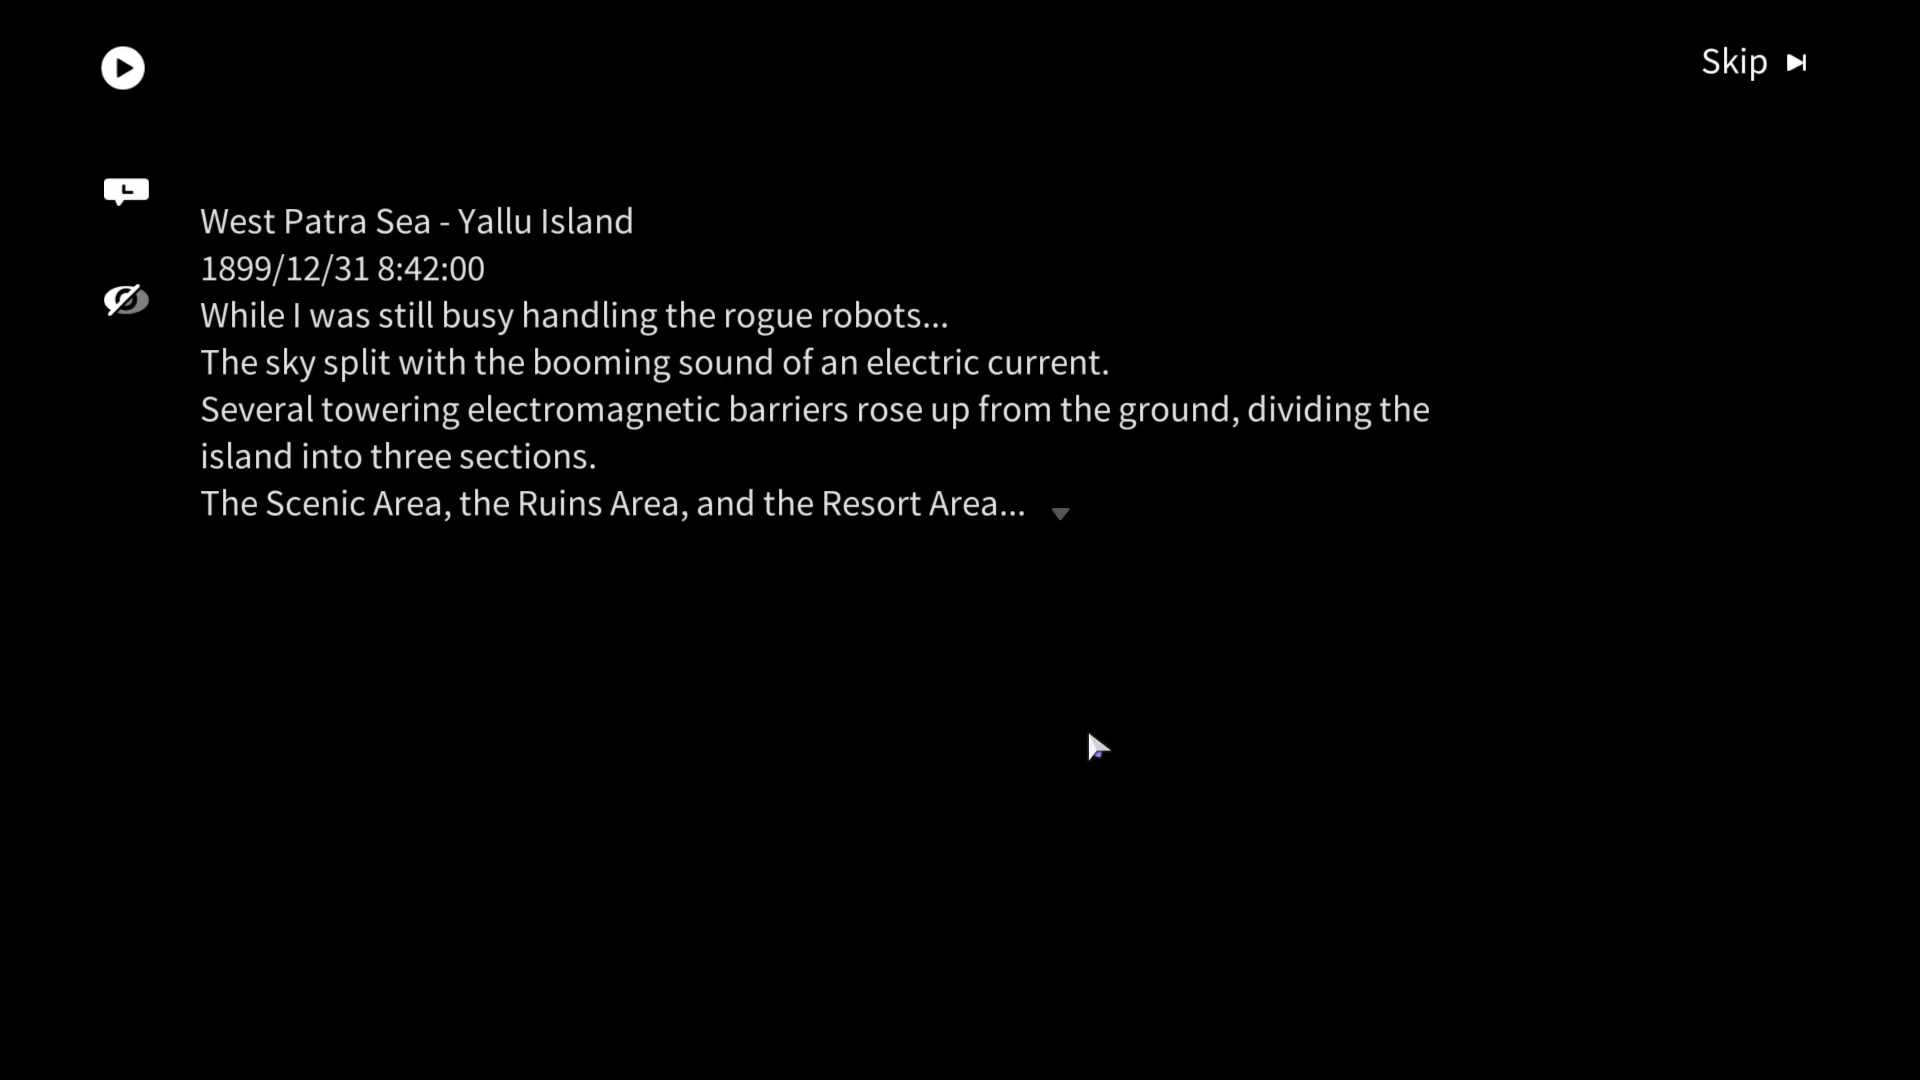 Skip
West Patra Sea - Yallu Island
1899/12/31 8:42:00
While I was still busy handling the rogue robots...
The sky split with the booming sound of an electric current.
Several towering electromagnetic barriers rose up from the ground, dividing the
island into three sections.
The Scenic Area, the Ruins Area, and the Resort Area...